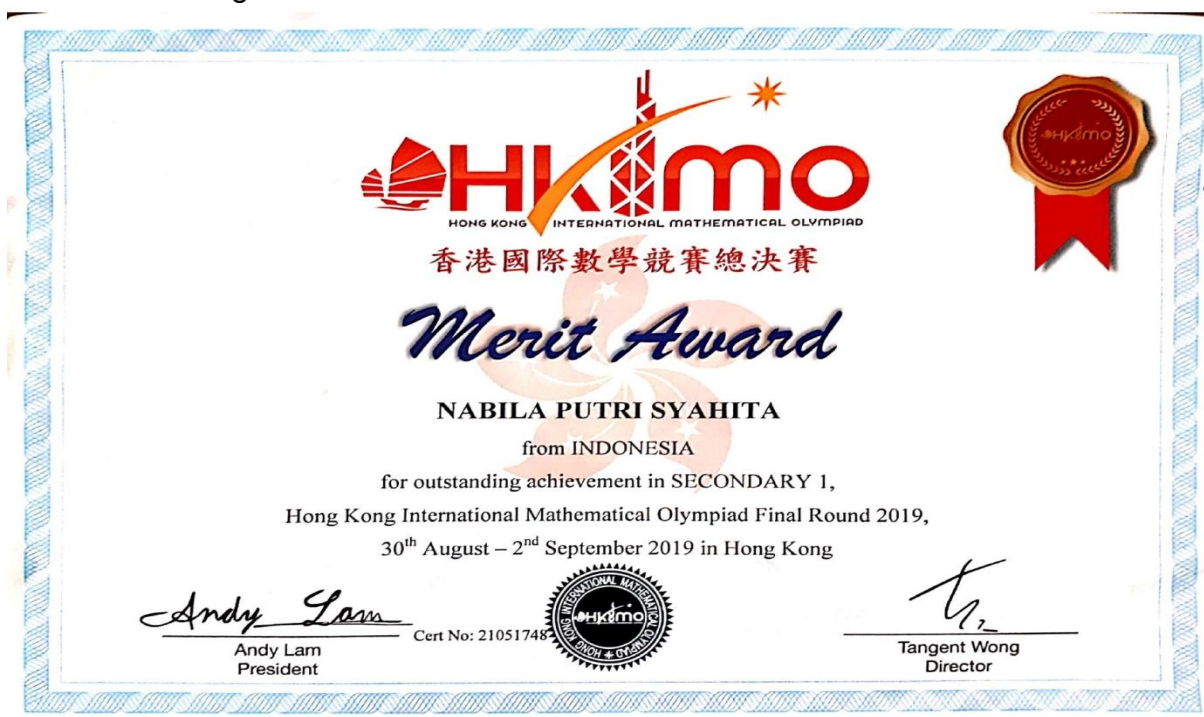 HKIMO
HONG KONG INTERNATIONAL MATHEMATICAL OLYMPIAD
香港國際數學競賽總決賽
HKIMO
Merit Award
NABILA PUTRI SYAHITA
from INDONESIA
for outstanding achievement in SECONDARY 1,
Hong Kong International Mathematical Olympiad Final Round 2019,
30th August – 2nd September 2019 in Hong Kong
Andy Lam
Andy Lam
President
Cert No: 21051748
HONG KONG INTERNATIONAL MATHEMATICAL OLYMPIAD
HKIMO
Tangent Wong
Director